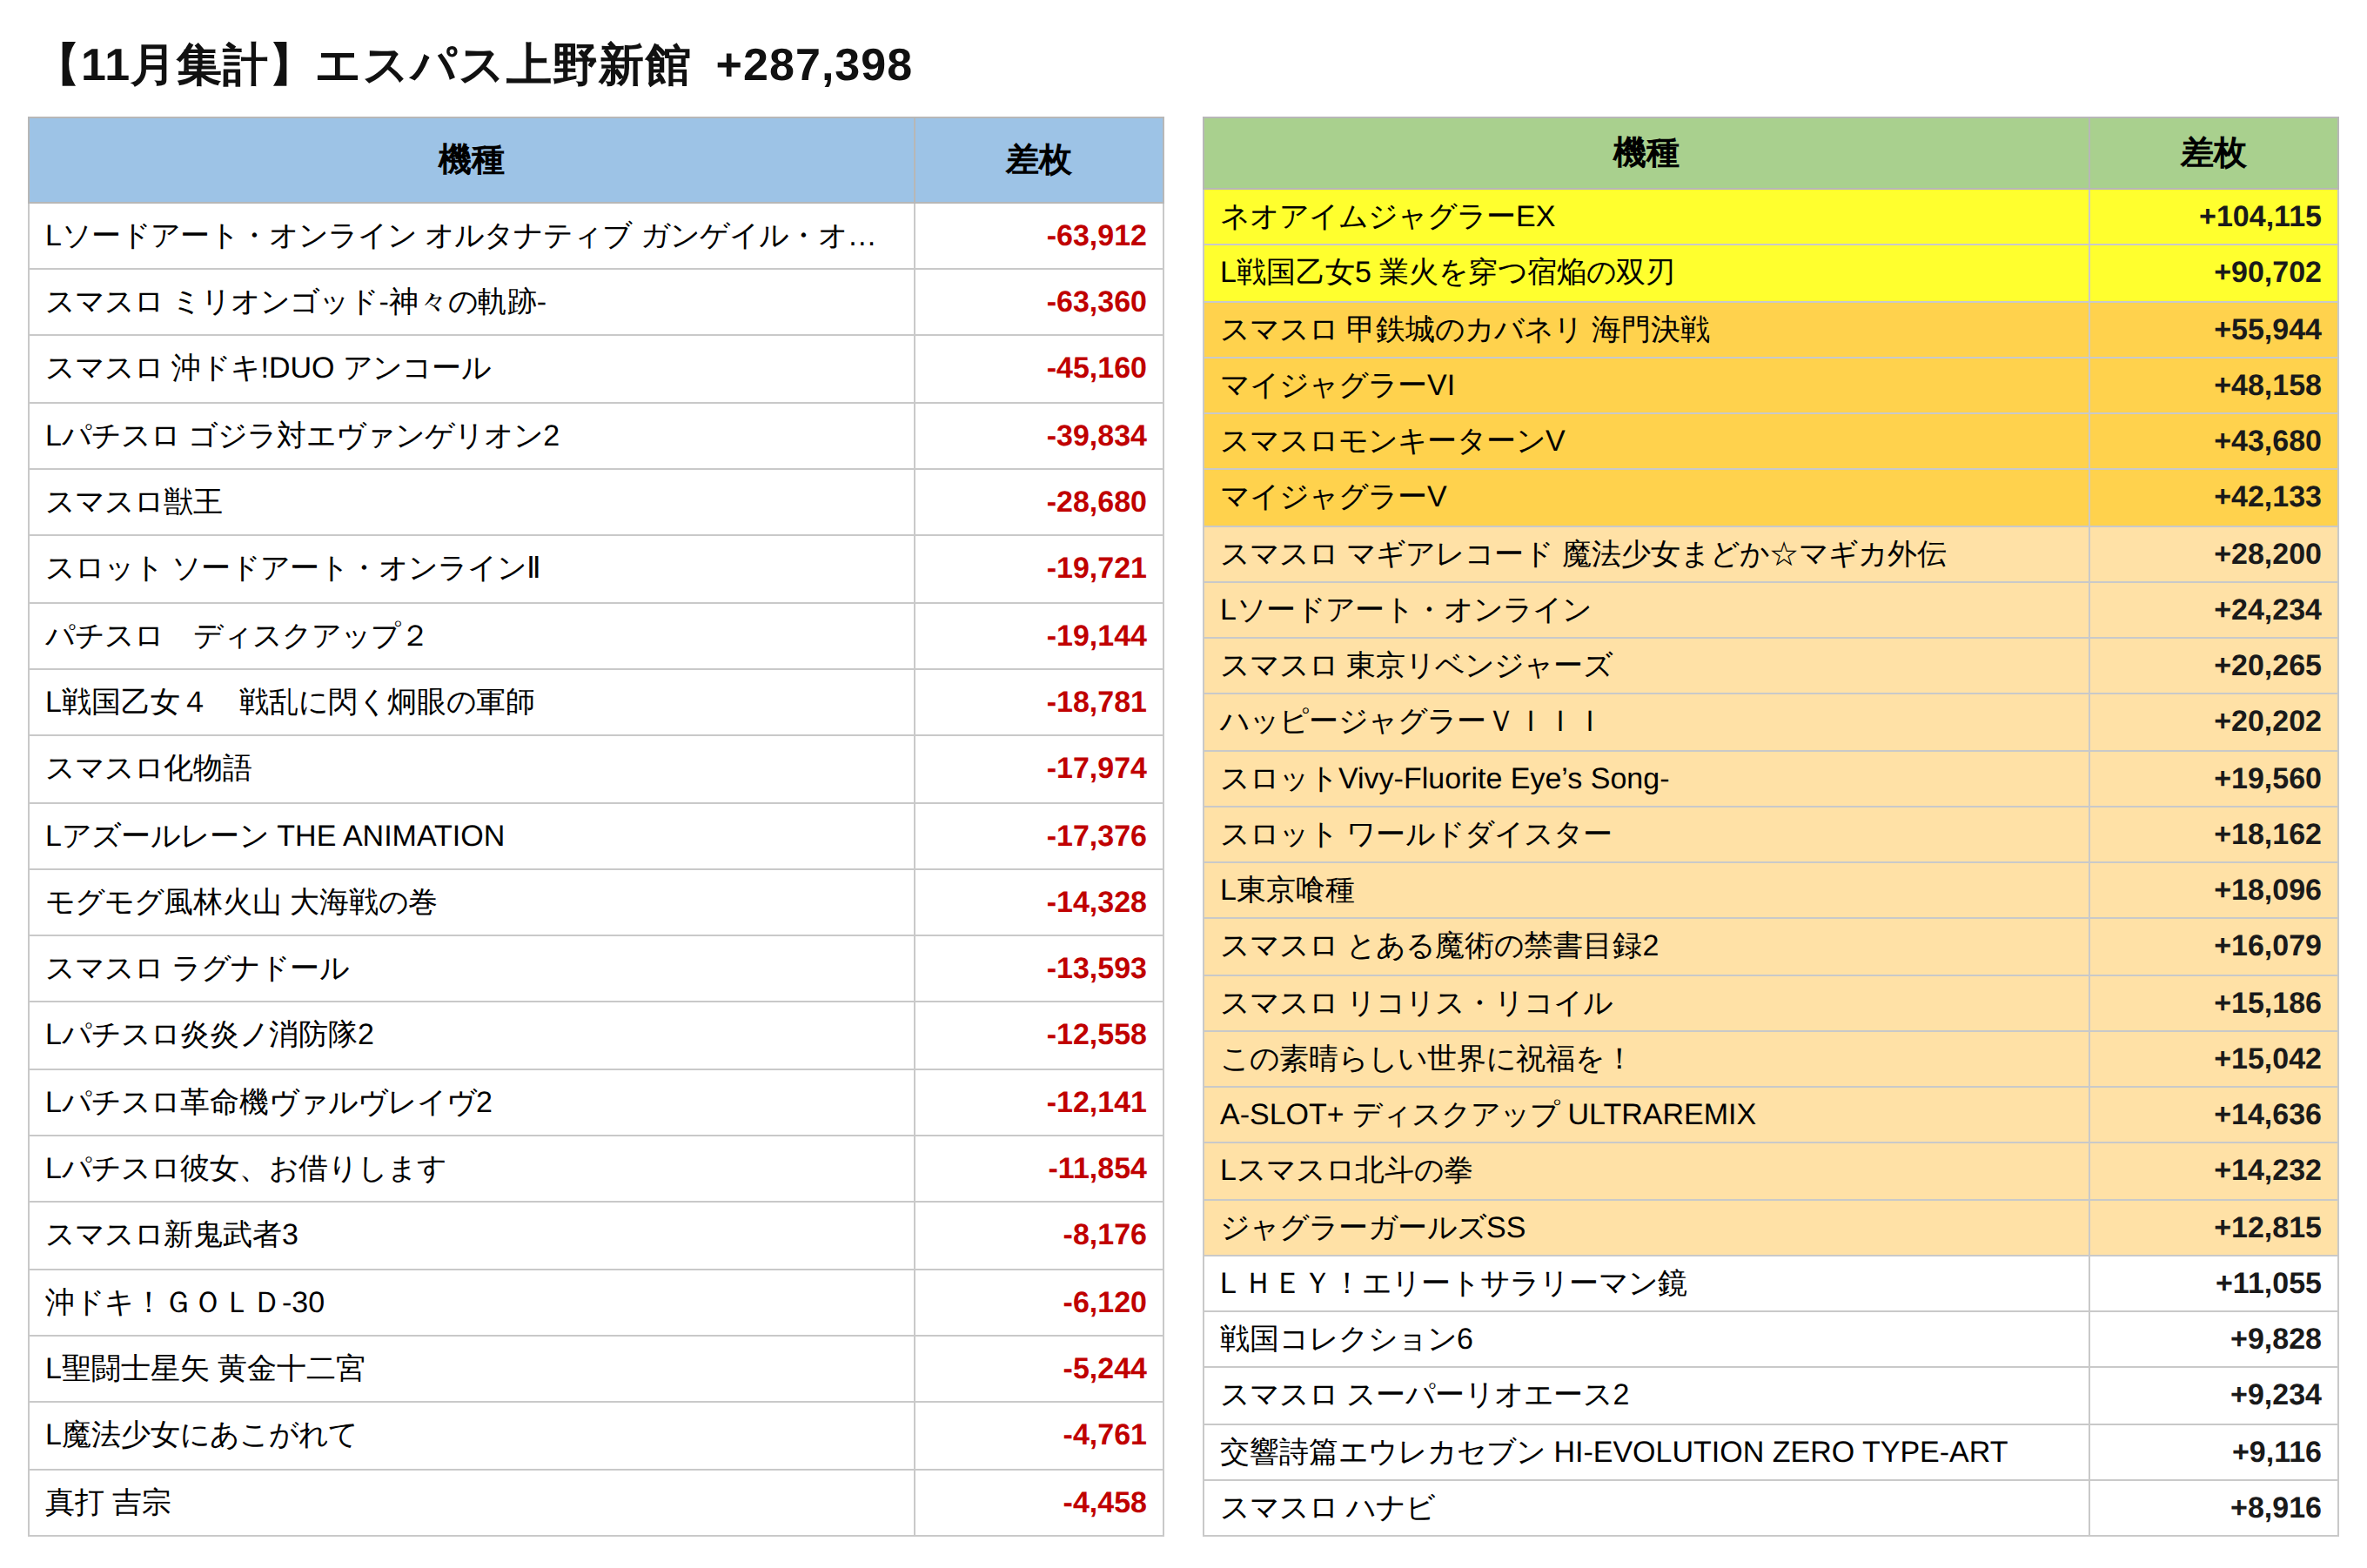 【11月集計】エスパス上野新館 +287,398
機種 差枚
Lソードアート・オンライン オルタナティブ ガンゲイル・オ… -63,912
スマスロ ミリオンゴッド-神々の軌跡- -63,360
スマスロ 沖ドキ!DUO アンコール -45,160
Lパチスロ ゴジラ対エヴァンゲリオン2 -39,834
スマスロ獣王 -28,680
スロット ソードアート・オンラインⅡ -19,721
パチスロ　ディスクアップ２ -19,144
L戦国乙女４　戦乱に閃く炯眼の軍師 -18,781
スマスロ化物語 -17,974
Lアズールレーン THE ANIMATION -17,376
モグモグ風林火山 大海戦の巻 -14,328
スマスロ ラグナドール -13,593
Lパチスロ炎炎ノ消防隊2 -12,558
Lパチスロ革命機ヴァルヴレイヴ2 -12,141
Lパチスロ彼女、お借りします -11,854
スマスロ新鬼武者3 -8,176
沖ドキ！ＧＯＬＤ-30 -6,120
L聖闘士星矢 黄金十二宮 -5,244
L魔法少女にあこがれて -4,761
真打 吉宗 -4,458
機種 差枚
ネオアイムジャグラーEX +104,115
L戦国乙女5 業火を穿つ宿焔の双刃 +90,702
スマスロ 甲鉄城のカバネリ 海門決戦 +55,944
マイジャグラーVI +48,158
スマスロモンキーターンV +43,680
マイジャグラーV +42,133
スマスロ マギアレコード 魔法少女まどか☆マギカ外伝 +28,200
Lソードアート・オンライン +24,234
スマスロ 東京リベンジャーズ +20,265
ハッピージャグラーＶＩＩＩ +20,202
スロットVivy-Fluorite Eye’s Song- +19,560
スロット ワールドダイスター +18,162
L東京喰種 +18,096
スマスロ とある魔術の禁書目録2 +16,079
スマスロ リコリス・リコイル +15,186
この素晴らしい世界に祝福を！ +15,042
A-SLOT+ ディスクアップ ULTRAREMIX +14,636
Lスマスロ北斗の拳 +14,232
ジャグラーガールズSS +12,815
L ＨＥＹ！エリートサラリーマン鏡 +11,055
戦国コレクション6 +9,828
スマスロ スーパーリオエース2 +9,234
交響詩篇エウレカセブン HI-EVOLUTION ZERO TYPE-ART +9,116
スマスロ ハナビ +8,916